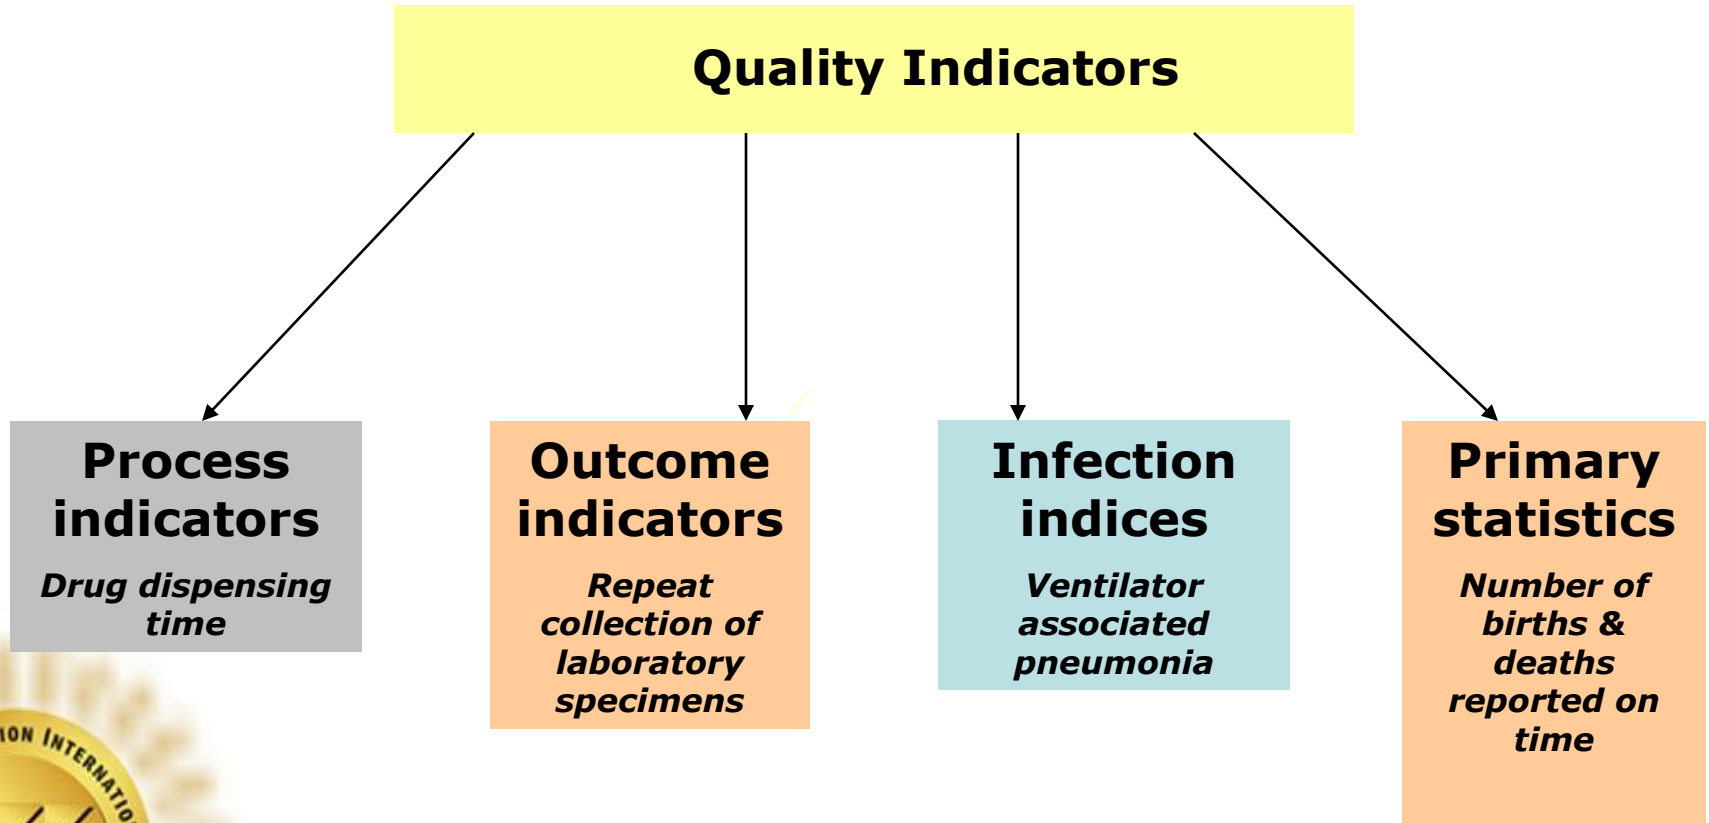 Quality Indicators
Process
indicators
Drug dispensing
time
Outcome
indicators
Repeat
collection of
laboratory
specimens
Infection
indices
Ventilator
associated
pneumonia
Primary
statistics
Number of
births &
deaths
reported on
time